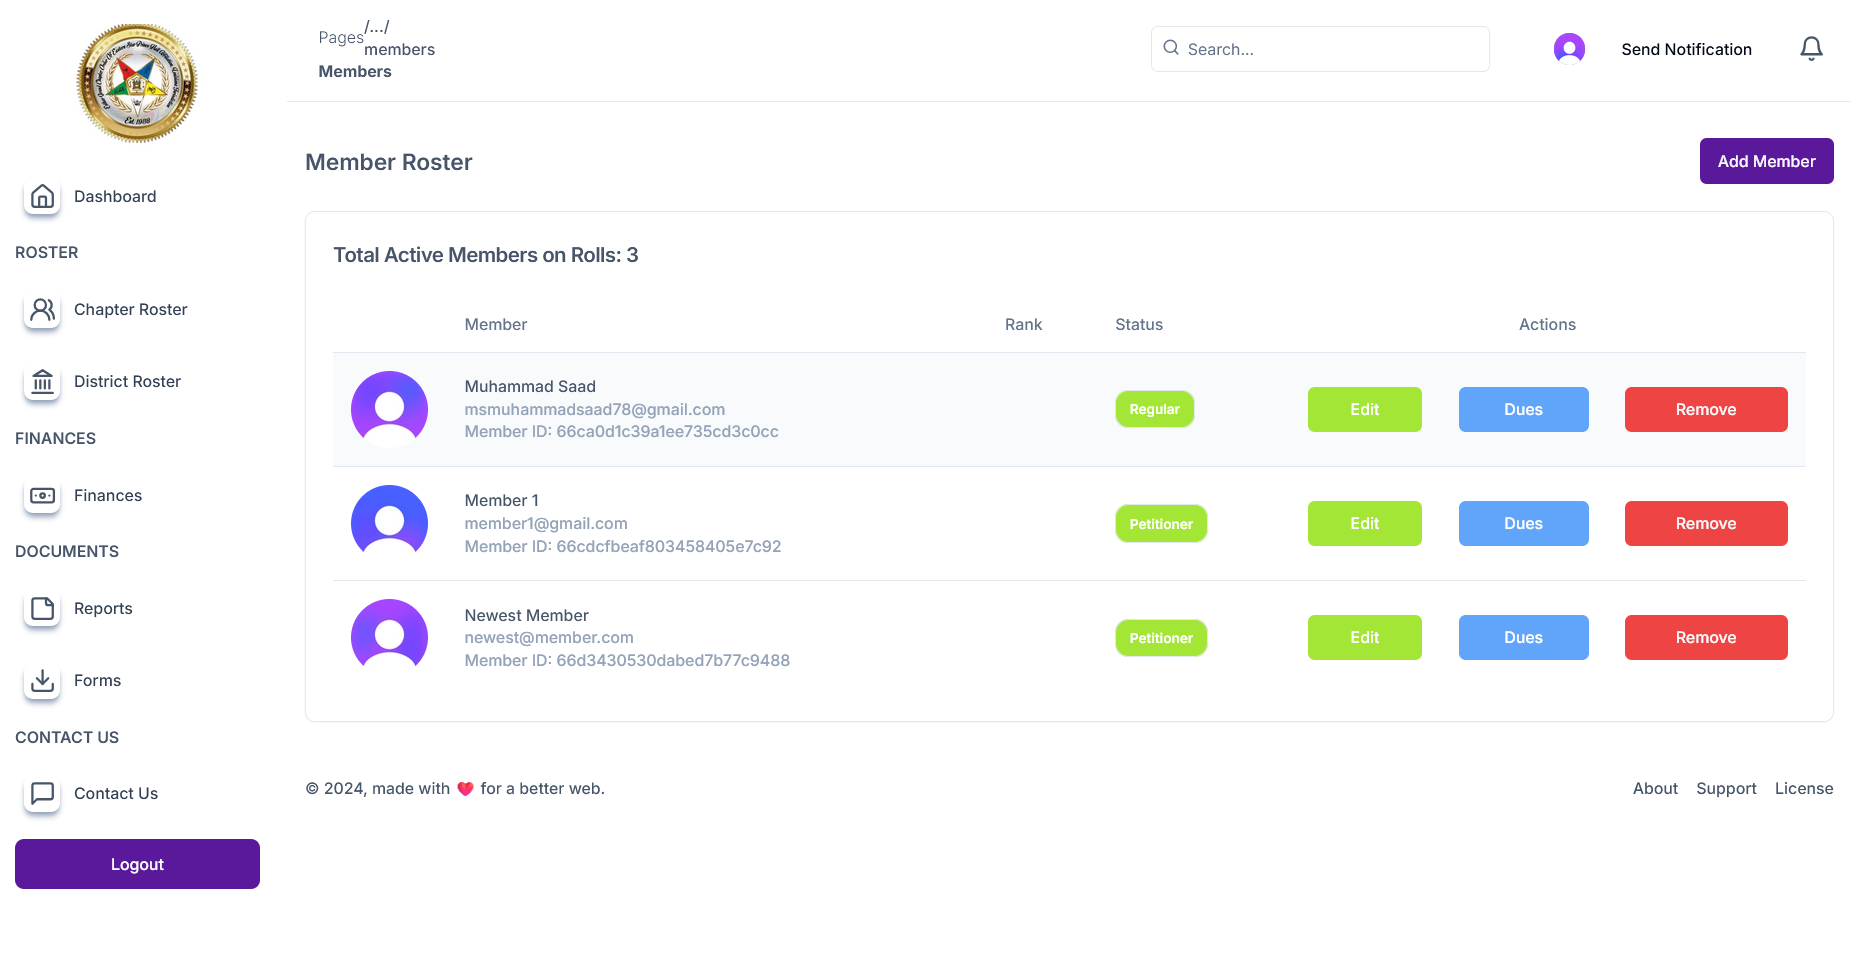 Est. 1988
Dashboard
ROSTER
Chapter Roster
District Roster
FINANCES
Finances
DOCUMENTS
Reports
Forms
CONTACT US
Contact Us
Logout
Pages
/.../
members
Members
Search...
Send Notification
Member Roster
Add Member
Total Active Members on Rolls: 3
Member Rank Status Actions
Muhammad Saad
msmuhammadsaad78@gmail.com
Member ID: 66ca0d1c39a1ee735cd3c0cc
Regular
Edit
Dues
Remove
Member 1
member1@gmail.com
Member ID: 66cdcfbeaf803458405e7c92
Petitioner
Edit
Dues
Remove
Newest Member
newest@member.com
Member ID: 66d3430530dabed7b77c9488
Petitioner
Edit
Dues
Remove
© 2024, made with ❤️ for a better web.
About Support License